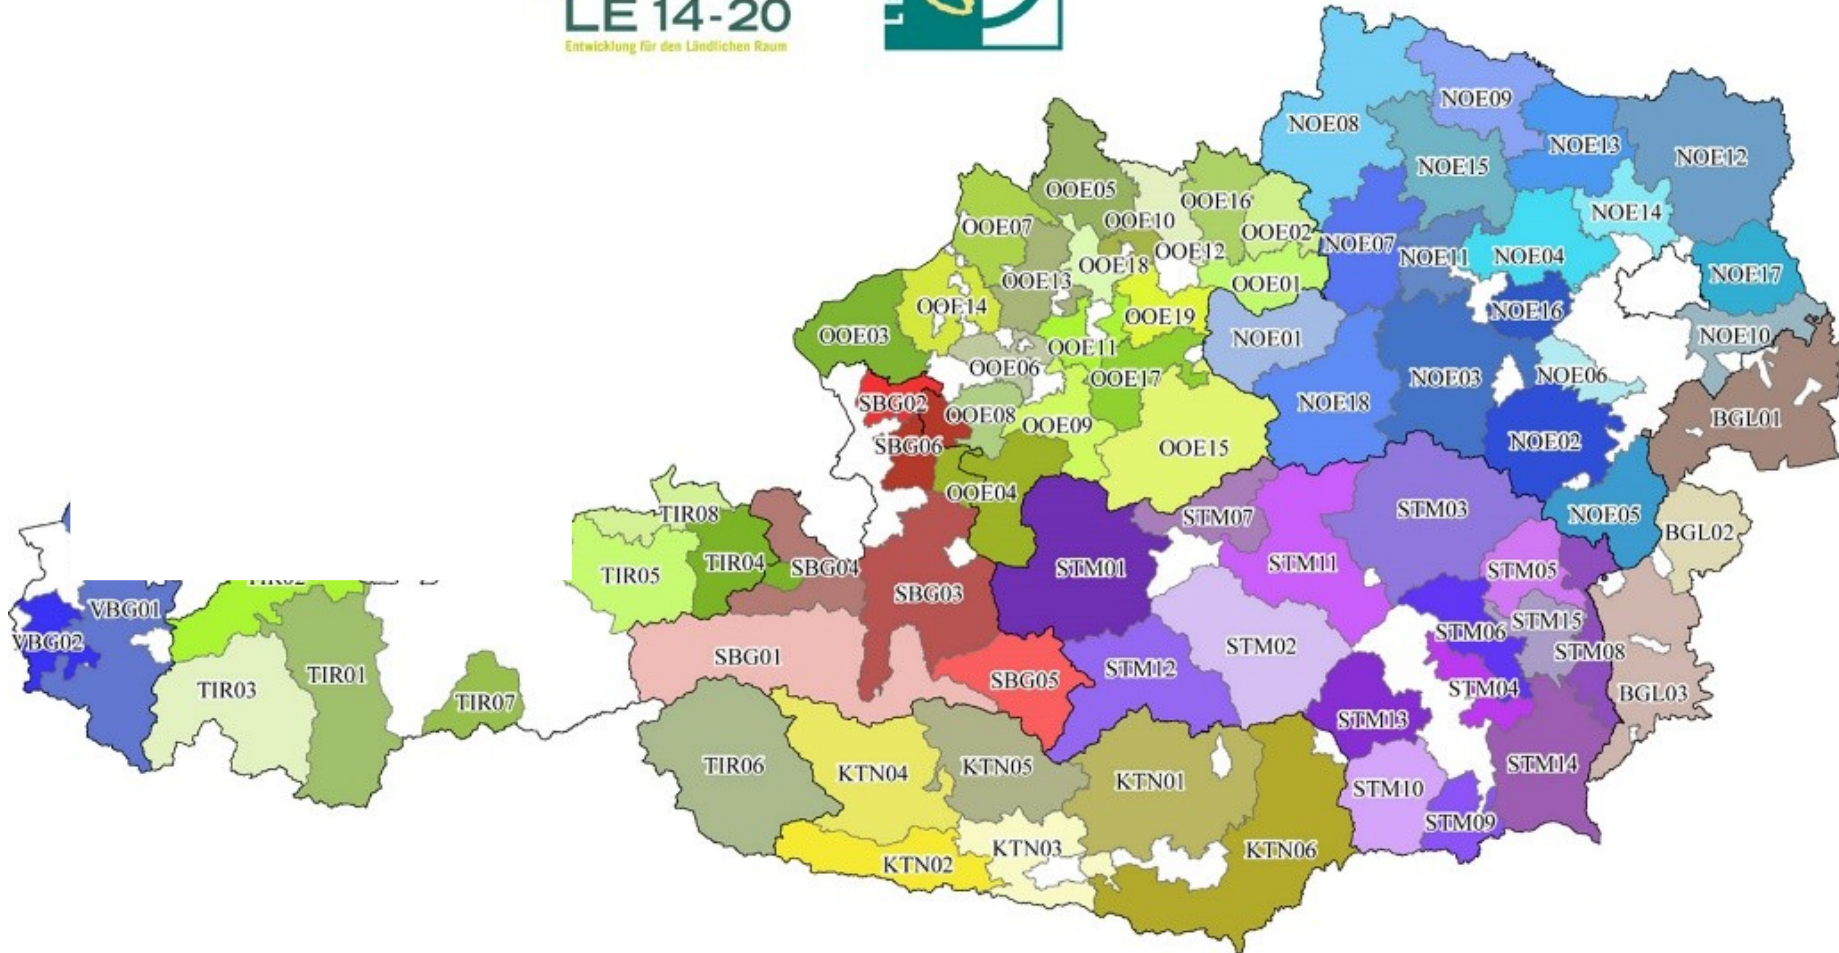 LE 14-20
Entwicklung für den Ländlichen Raum
NOE09
NOE08
NOE13
NOE12
NOE15
OOE05
OOE16
NOE14
OOE10
OOE07
OOE02
NOE07
OOE12
NOE11
NOE04
OOE18
NOE17
OOE13
OOE01
OOE14
NOE16
OOE19
OOE03
NOE01
NOE10
OOE11
OOE06
NOE06
OOE17
NOE03
SBG02
NOE18
OOE08
BGL01
OOE09
SBG06
NOE02
OOE15
OOE04
STM03
TIR08
STM07
NOE05
BGL02
TIR04
STM11
SBG04
STM01
STM05
TIR05
TIR02
SBG03
VBG01
STM15
STM06
VBG02
STM02
STM08
SBG01
STM12
TIR01
SBG05
TIR03
STM04
BGL03
TIR07
STM13
TIR06
KTN05
STM14
KTN04
KTN01
STM10
STM09
KTN03
KTN06
KTN02